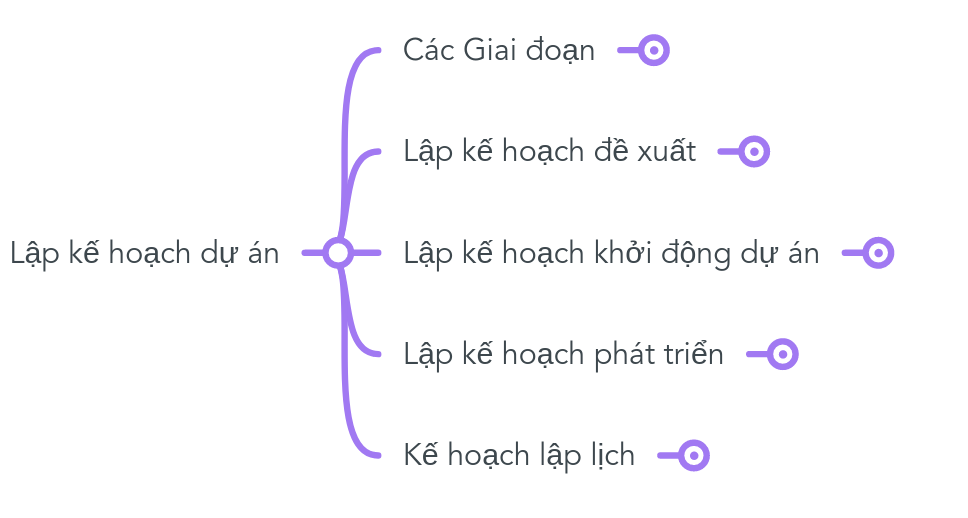 Các Giai đoạn
Lập kế hoạch đề xuất
Lập kế hoạch dự án
Lập kế hoạch khởi động dự án
Lập kế hoạch phát triển
Kế hoạch lập lịch